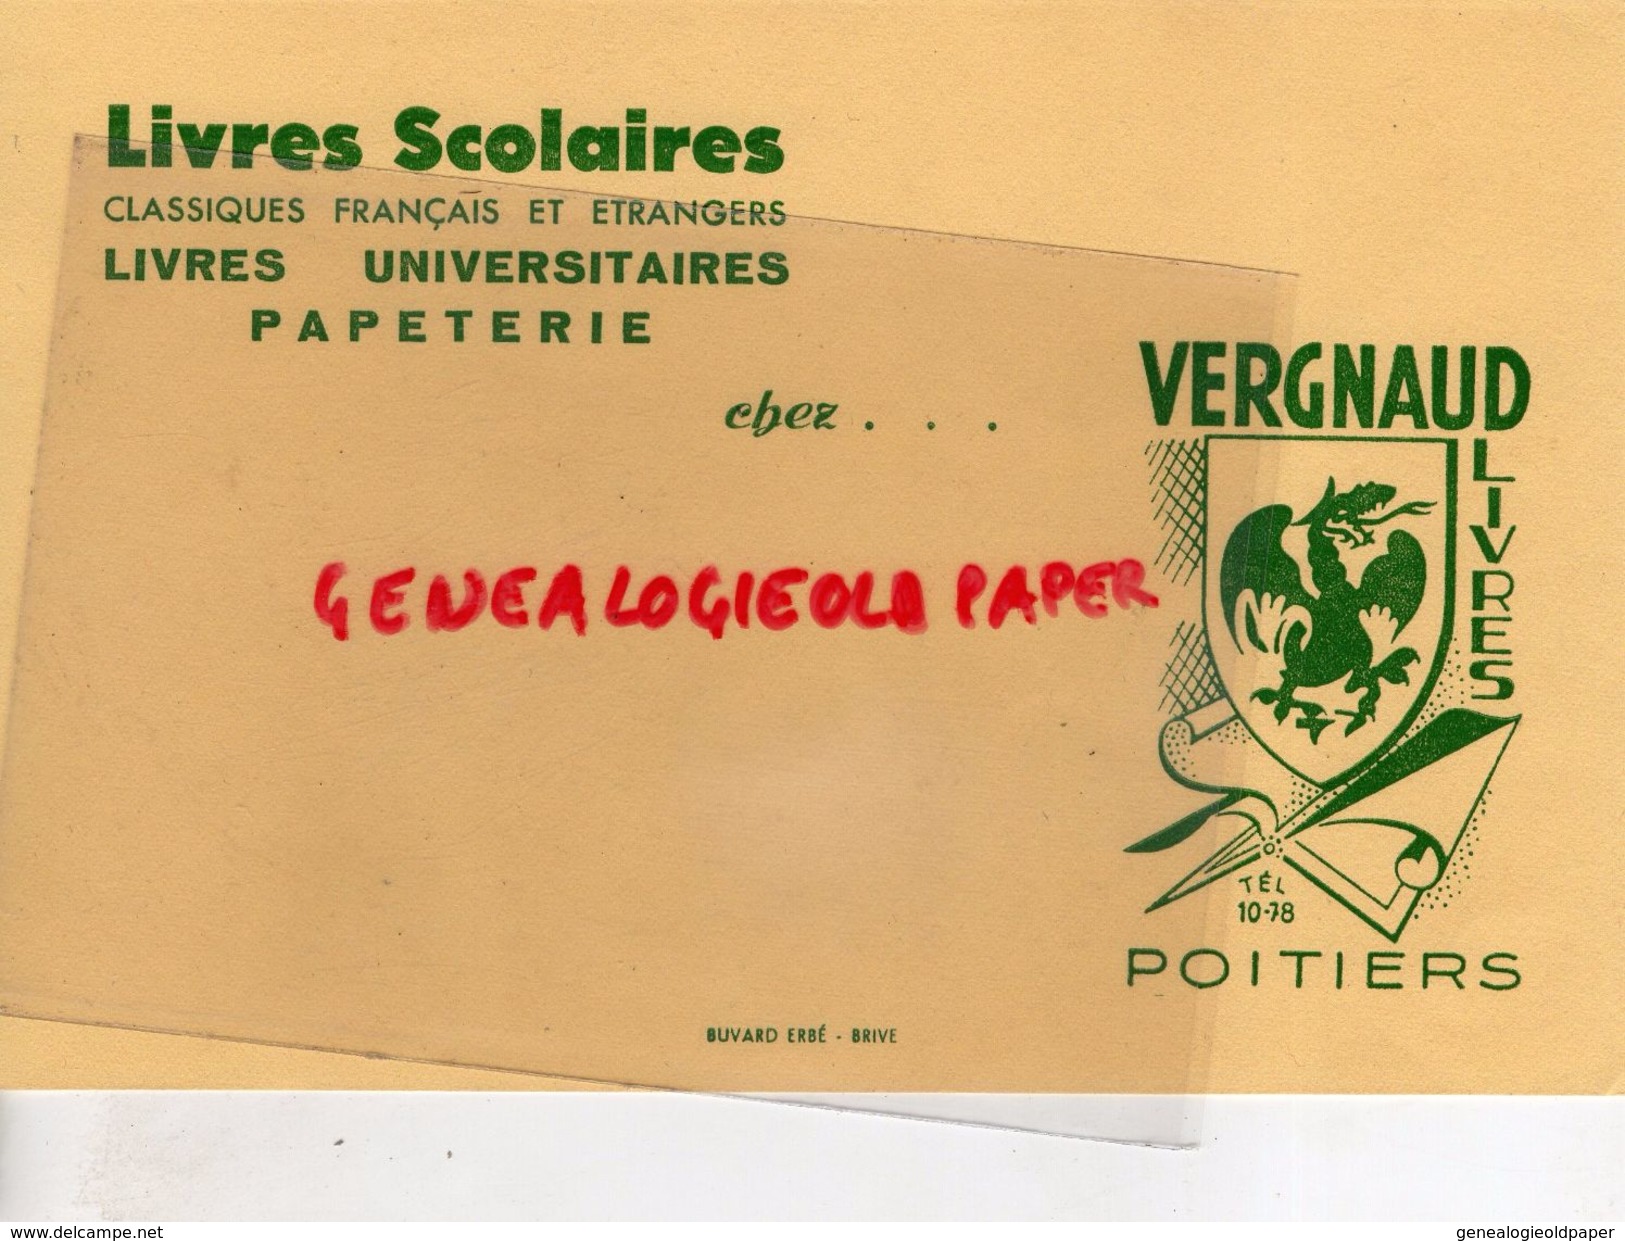 Livres Scolaires
CLASSIQUES FRANÇAIS ET ETRANGERS
LIVRES UNIVERSITAIRES
PAPETERIE
chez . . .
VERGNAUD
LIVRES
GENEALOGIEOLD PAPER
TÉL
10-78
POITIERS
BUVARD ERBÉ - BRIVE
www.delcampe.net
genealogieoldpaper